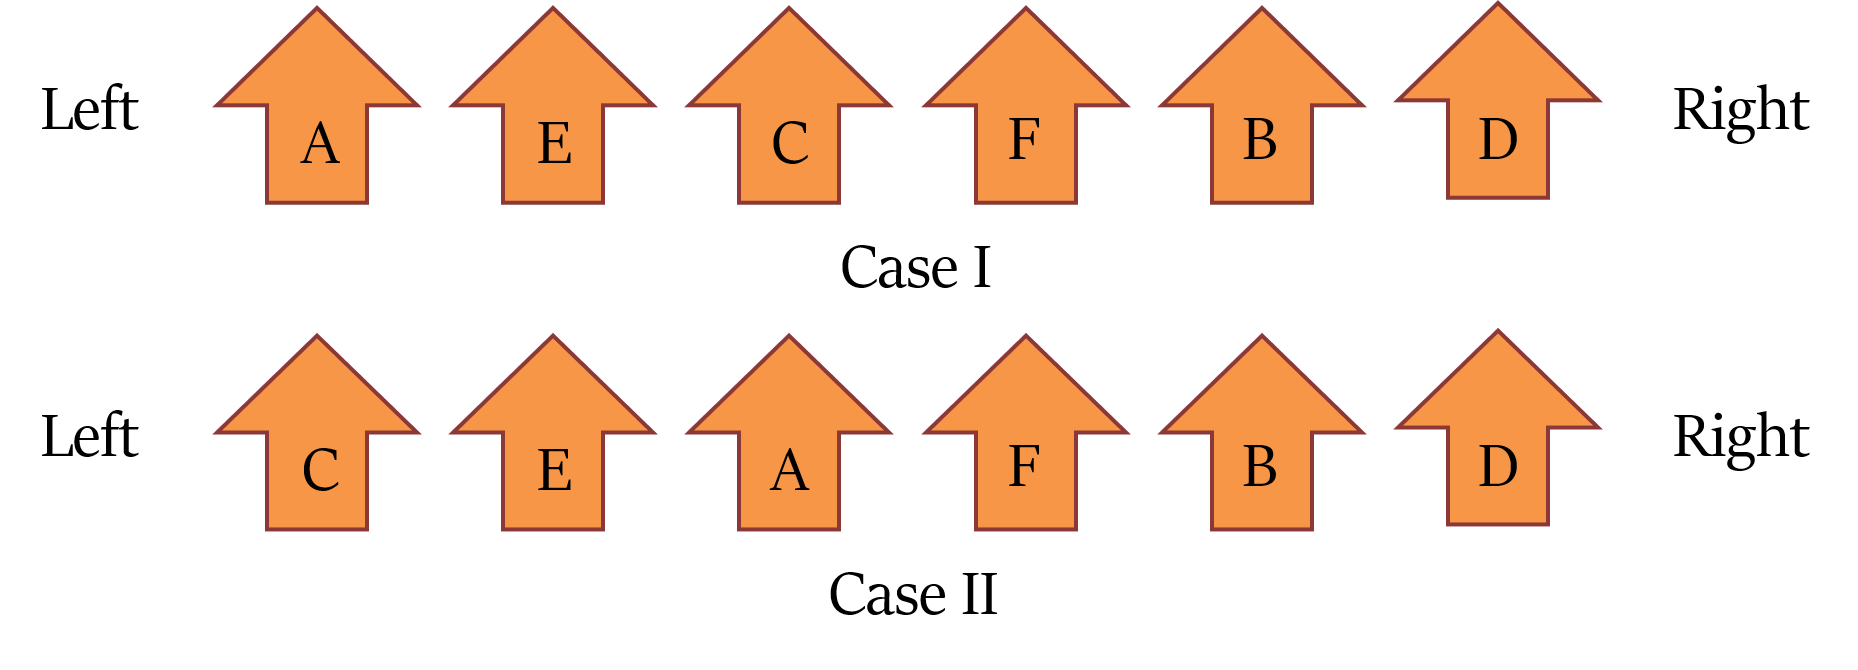 Left A E C F B D Right
Case I
Left C E A F B D Right
Case II